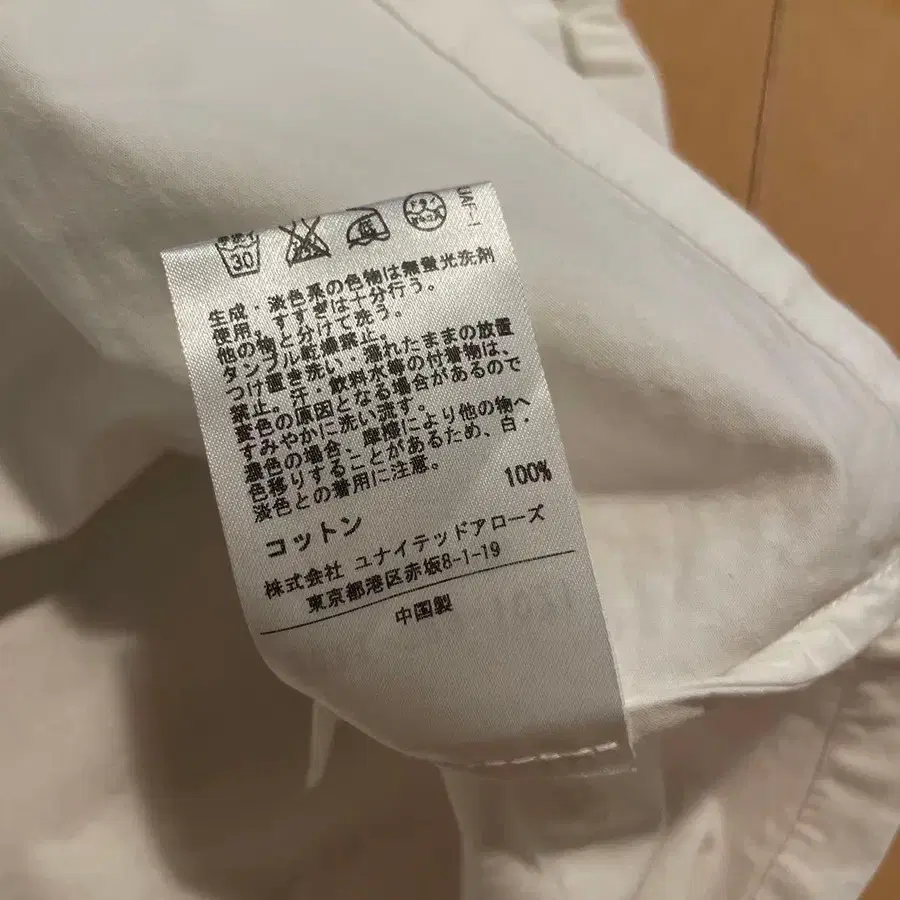 30
生成・淡色系の色物は無蛍光洗剤
使用。すすぎは十分行う。
他の物と分けて洗う。
タンブル乾燥禁止。
つけ置き洗い・濡れたままの放置
禁止。汗・飲料水等の付着物は、
変色の原因となる場合があるので
すみやかに洗い流す。
濃色の場合、摩擦により他の物へ
色移りすることがあるため、白・
淡色との着用に注意。
コットン 100%
株式会社 ユナイテッドアローズ
東京都港区赤坂8-1-19
中国製